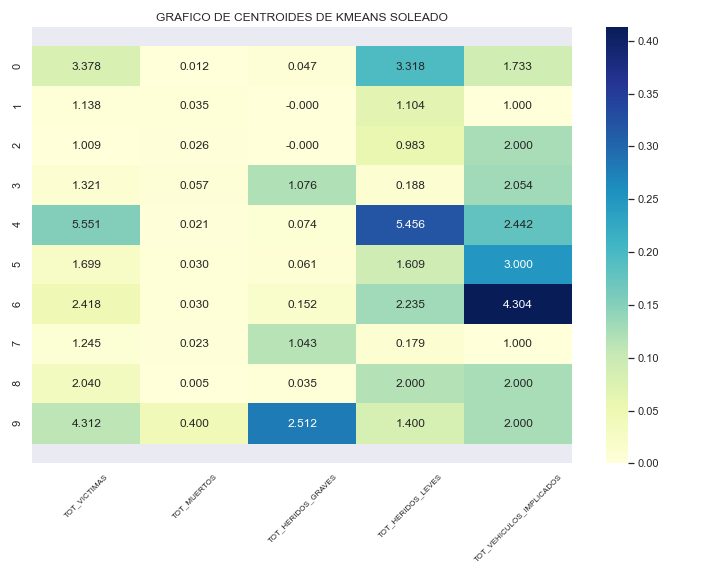 GRAFICO DE CENTROIDES DE KMEANS SOLEADO
0 3.378 0.012 0.047 3.318 1.733
1 1.138 0.035 -0.000 1.104 1.000
2 1.009 0.026 -0.000 0.983 2.000
3 1.321 0.057 1.076 0.188 2.054
4 5.551 0.021 0.074 5.456 2.442
5 1.699 0.030 0.061 1.609 3.000
6 2.418 0.030 0.152 2.235 4.304
7 1.245 0.023 1.043 0.179 1.000
8 2.040 0.005 0.035 2.000 2.000
9 4.312 0.400 2.512 1.400 2.000
TOT_VICTIMAS TOT_MUERTOS TOT_HERIDOS_GRAVES TOT_HERIDOS_LEVES TOT_VEHICULOS_IMPLICADOS
0.40
0.35
0.30
0.25
0.20
0.15
0.10
0.05
0.00